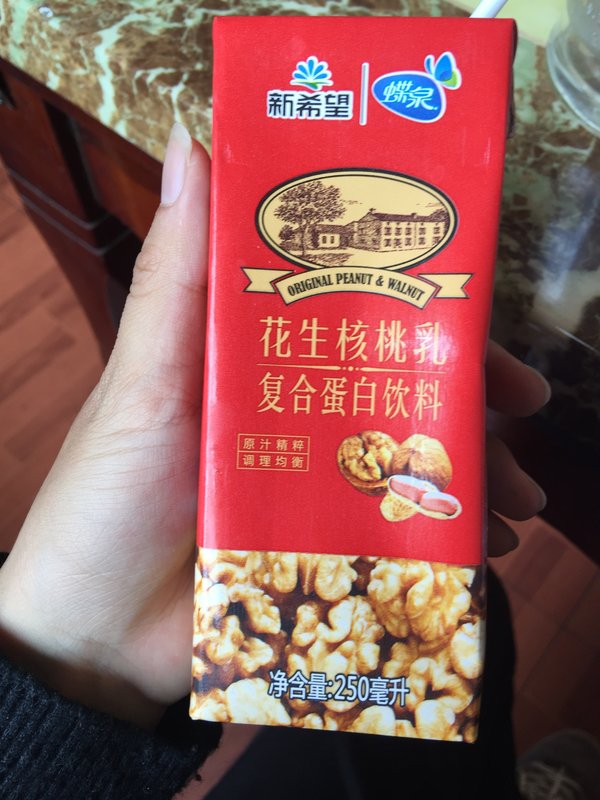 新希望
蝶泉
ORIGINAL PEANUT & WALNUT
花生核桃乳
复合蛋白饮料
原汁精粹
调理均衡
净含量:250毫升